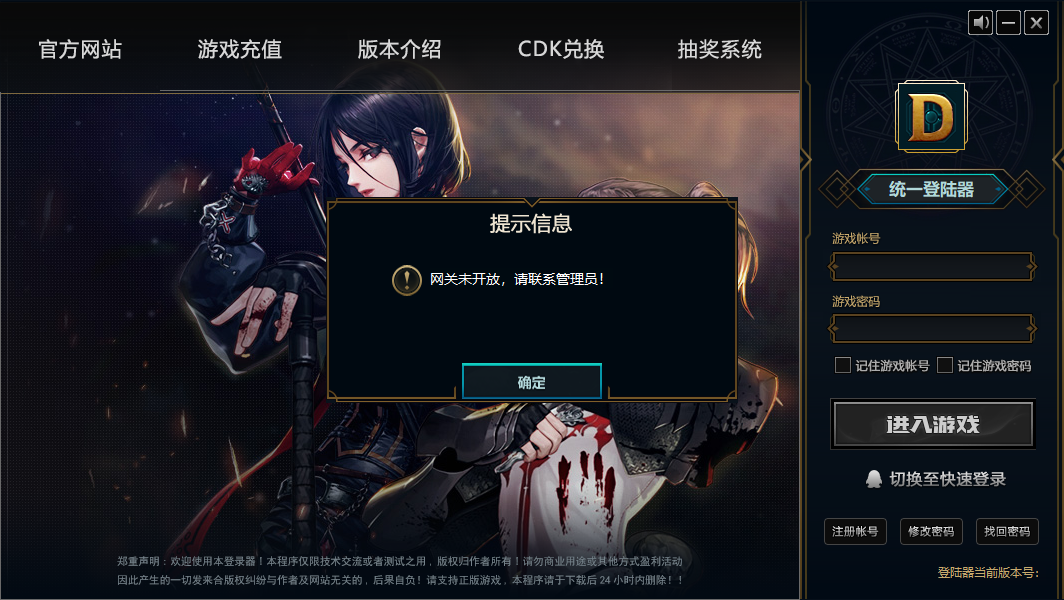 官方网站
游戏充值
版本介绍
CDK兑换
抽奖系统
D
统一登陆器
提示信息
网关未开放，请联系管理员！
确定
游戏帐号
游戏密码
记住游戏帐号
记住游戏密码
进入游戏
切换至快速登录
注册帐号
修改密码
找回密码
登陆器当前版本号:
郑重声明：欢迎使用本登录器！本程序仅限技术交流或者测试之用，版权归作者所有！请勿商业用途或其他方式盈利活动
因此产生的一切发来合版权纠纷与作者及网站无关的，后果自负！请支持正版游戏，本程序请于下载后 24 小时内删除！！